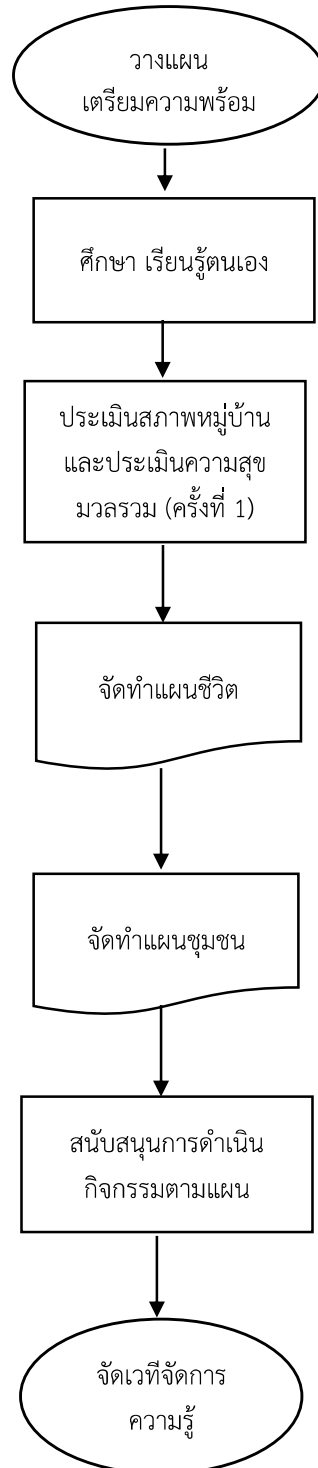 วางแผน
เตรียมความพร้อม
ศึกษา เรียนรู้ตนเอง
ประเมินสภาพหมู่บ้าน
และประเมินความสุข
มวลรวม (ครั้งที่ 1)
จัดทำแผนชีวิต
จัดทำแผนชุมชน
สนับสนุนการดำเนิน
กิจกรรมตามแผน
จัดเวทีจัดการ
ความรู้